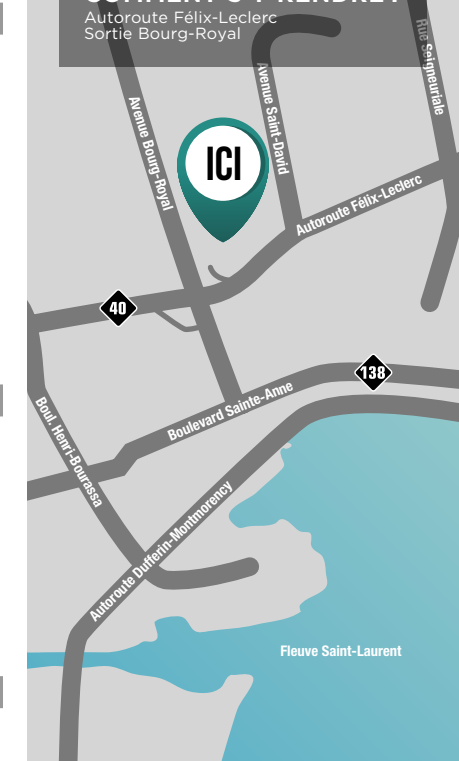 Autoroute Félix-Leclerc
Sortie Bourg-Royal
Rue Seigneuriale
Avenue Saint-David
Avenue Bourg-Royal
ICI
Autoroute Félix-Leclerc
40
138
Boulevard Sainte-Anne
Boul. Henri-Bourassa
Autoroute Dufferin-Montmorency
Fleuve Saint-Laurent